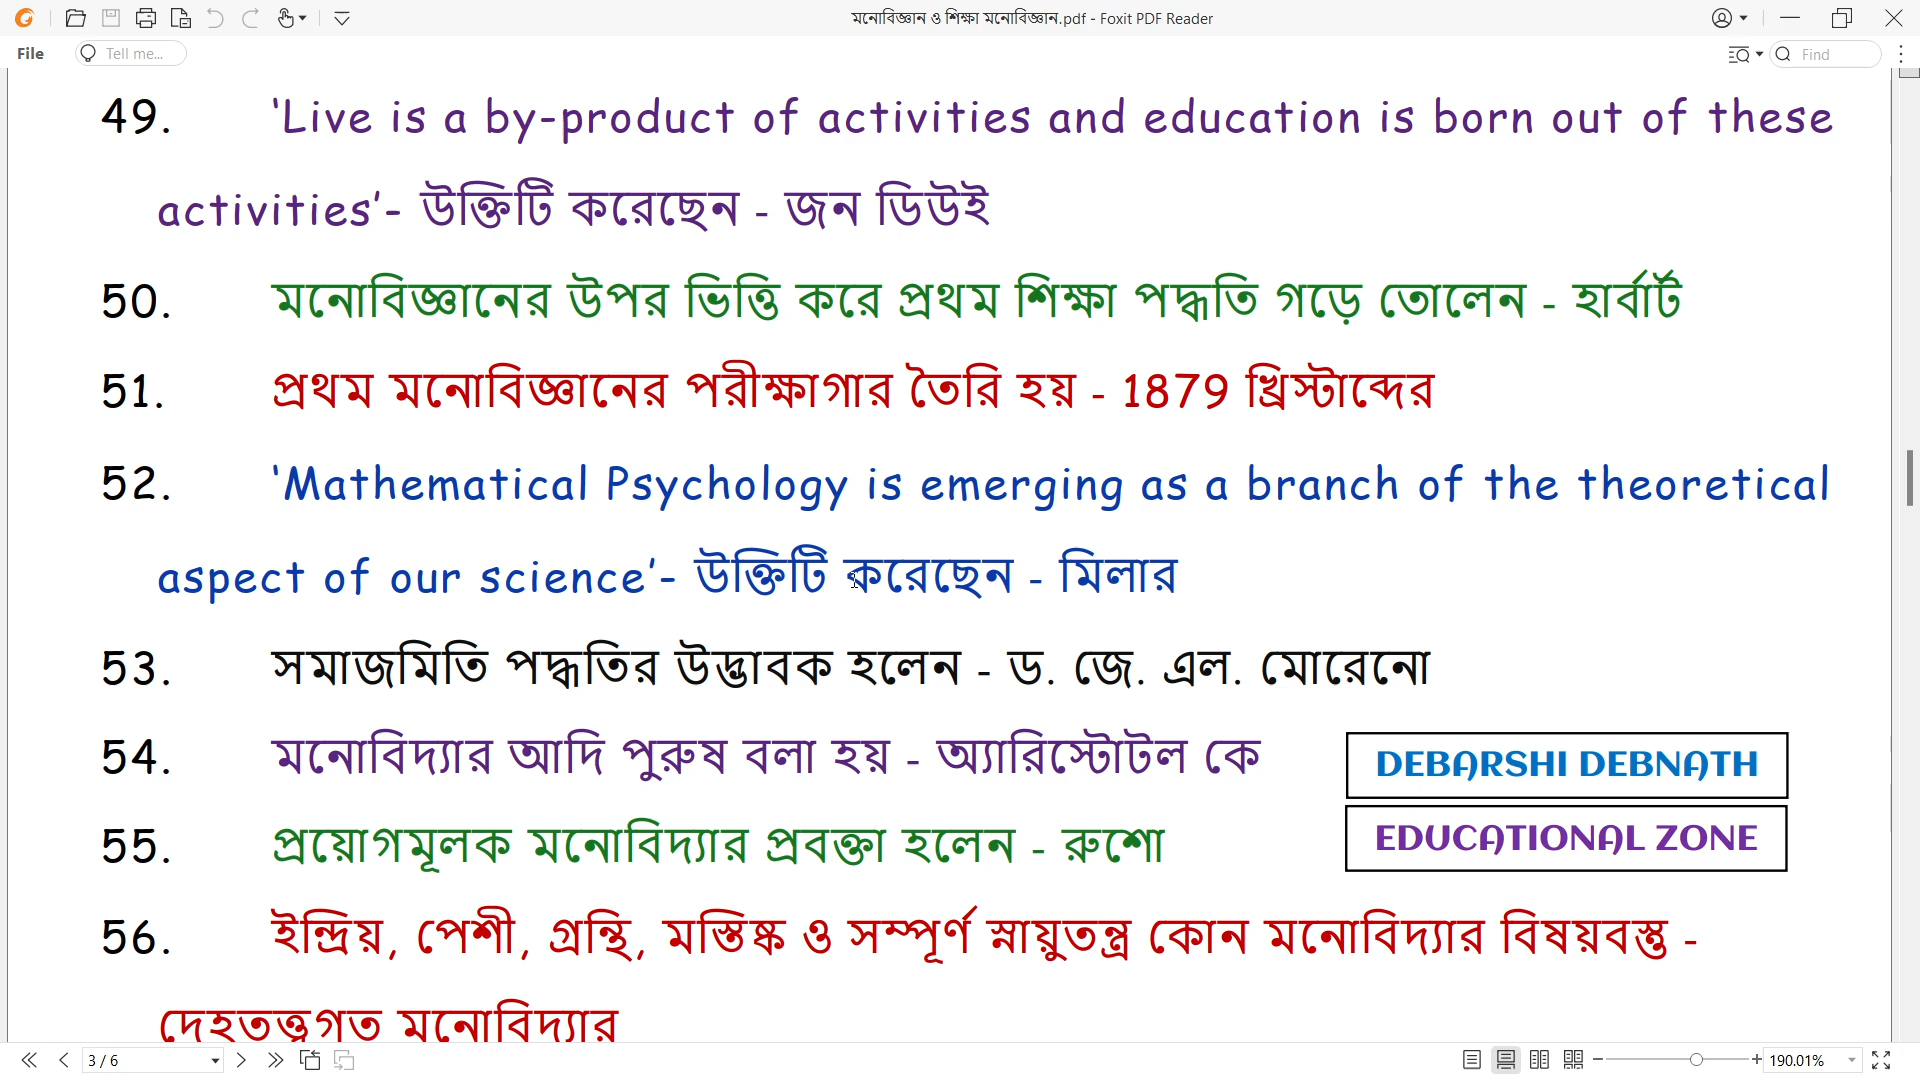 মনোবিজ্ঞান ও শিক্ষা মনোবিজ্ঞান.pdf - Foxit PDF Reader
File
Tell me...
Find
49. 'Live is a by-product of activities and education is born out of these
activities'- উক্তিটি করেছেন - জন ডিউই
50. মনোবিজ্ঞানের উপর ভিত্তি করে প্রথম শিক্ষা পদ্ধতি গড়ে তোলেন - হার্বার্ট
51. প্রথম মনোবিজ্ঞানের পরীক্ষাগার তৈরি হয় - 1879 খ্রিস্টাব্দের
52. 'Mathematical Psychology is emerging as a branch of the theoretical
aspect of our science'- উক্তিটি করেছেন - মিলার
53. সমাজমিতি পদ্ধতির উদ্ভাবক হলেন - ড. জে. এল. মোরেনো
54. মনোবিদ্যার আদি পুরুষ বলা হয় - অ্যারিস্টোটল কে
DEBARSHI DEBNATH
55. প্রয়োগমূলক মনোবিদ্যার প্রবক্তা হলেন - রুশো
EDUCATIONAL ZONE
56. ইন্দ্রিয়, পেশী, গ্রন্থি, মস্তিষ্ক ও সম্পূর্ণ স্নায়ুতন্ত্র কোন মনোবিদ্যার বিষয়বস্তু -
দেহতত্ত্বগত মনোবিদ্যার
3 / 6
190.01%